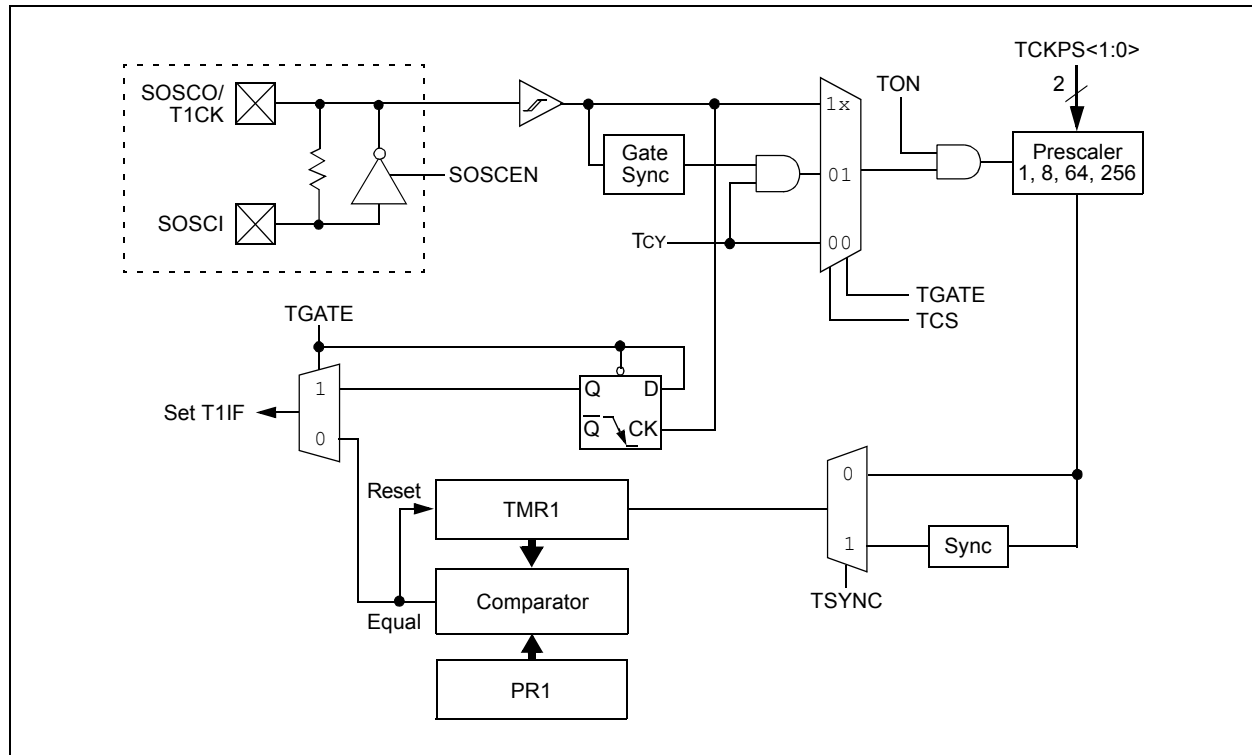 TCKPS<1:0>
SOSCO/
T1CK
TON
2
1x
Gate
Sync
Prescaler
1, 8, 64, 256
SOSCEN
01
SOSCI
TCY
00
TGATE
TCS
TGATE
1
Q
D
Set T1IF
Q
CK
0
0
Reset
TMR1
1
Sync
Comparator
TSYNC
Equal
PR1